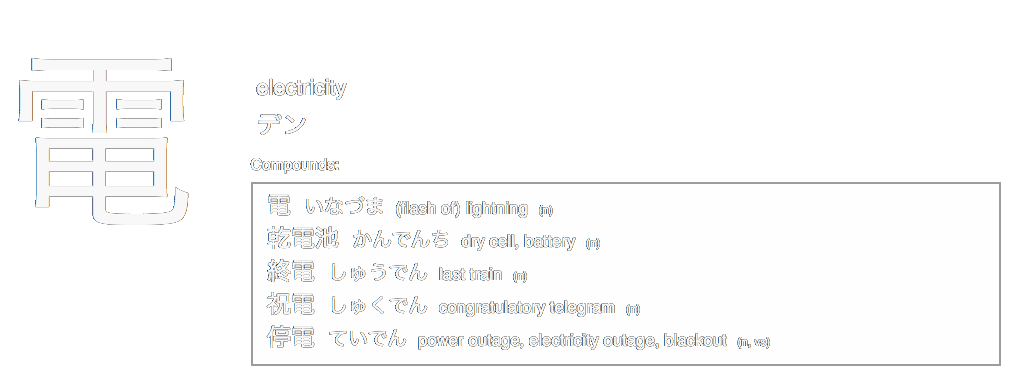 電
electricity
デン
Compounds:
電 いなづま (flash of) lightning (n)
乾電池 かんでんち dry cell, battery (n)
終電 しゅうでん last train (n)
祝電 しゅくでん congratulatory telegram (n)
停電 ていでん power outage, electricity outage, blackout (n, vs)